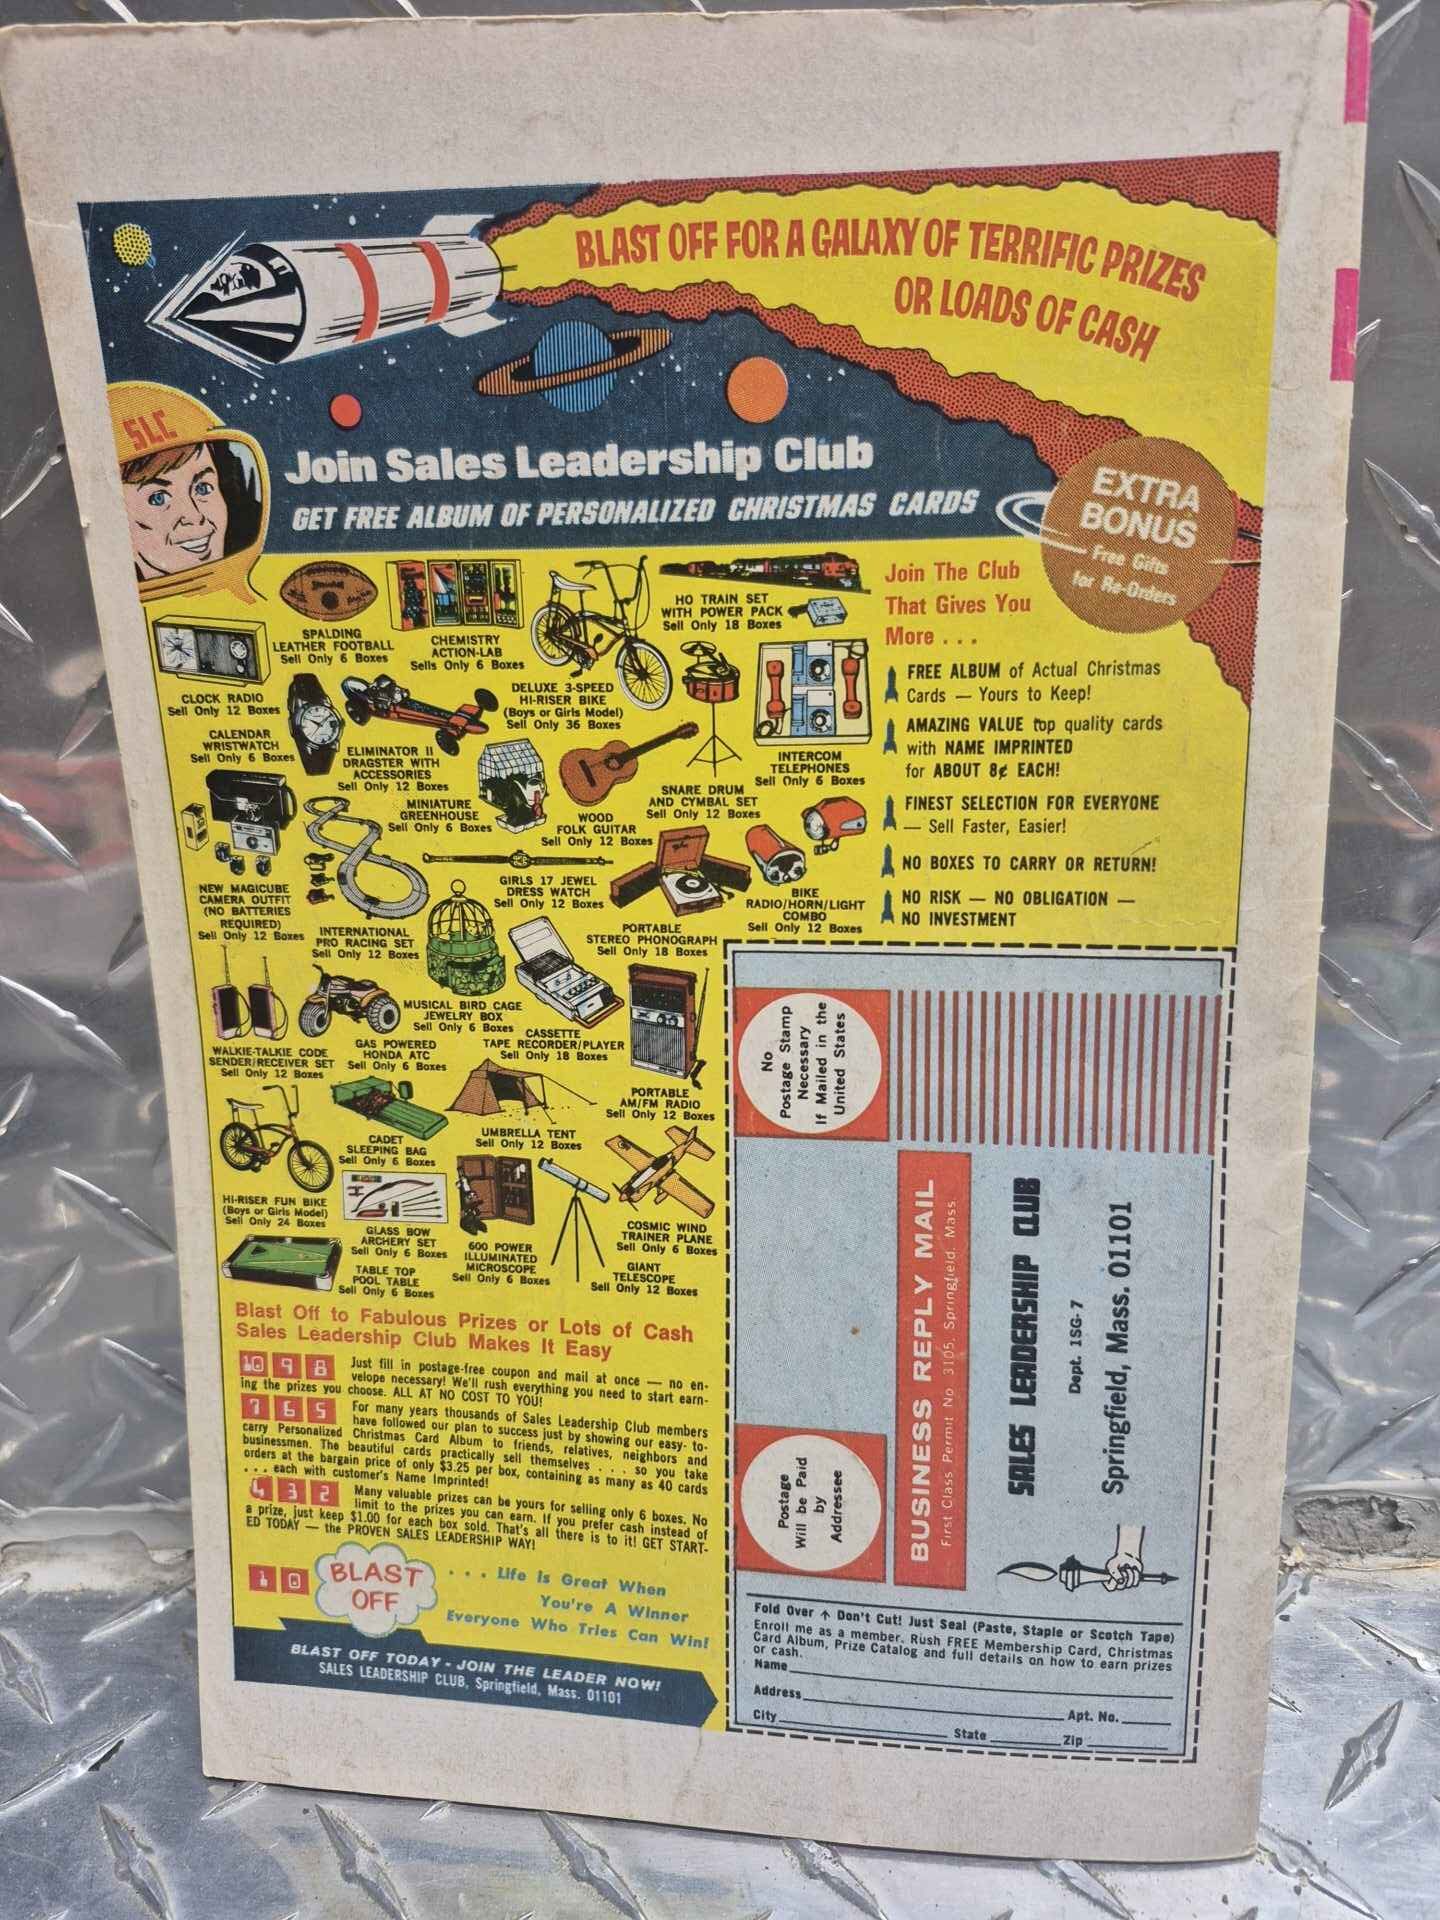 BLAST OFF FOR A GALAXY OF TERRIFIC PRIZES
OR LOADS OF CASH
SLC
Join Sales Leadership Club
GET FREE ALBUM OF PERSONALIZED CHRISTMAS CARDS
EXTRA
BONUS
Free Gifts
for Re-Orders
SPALDING
LEATHER FOOTBALL
Sell Only 6 Boxes
CHEMISTRY
ACTION-LAB
Sells Only 6 Boxes
HO TRAIN SET
WITH POWER PACK
Sell Only 18 Boxes
CLOCK RADIO
Sell Only 12 Boxes
DELUXE 3-SPEED
HI-RISER BIKE
(Boys or Girls Model)
Sell Only 36 Boxes
CALENDAR
WRISTWATCH
Sell Only 6 Boxes
ELIMINATOR II
DRAGSTER WITH
ACCESSORIES
Sell Only 12 Boxes
INTERCOM
TELEPHONES
Sell Only 6 Boxes
MINIATURE
GREENHOUSE
Sell Only 6 Boxes
WOOD
FOLK GUITAR
Sell Only 12 Boxes
SNARE DRUM
AND CYMBAL SET
Sell Only 12 Boxes
NEW MAGICUBE
CAMERA OUTFIT
(NO BATTERIES
REQUIRED)
Sell Only 12 Boxes
GIRLS 17 JEWEL
DRESS WATCH
Sell Only 12 Boxes
BIKE
RADIO/HORN/LIGHT
COMBO
Sell Only 12 Boxes
INTERNATIONAL
PRO RACING SET
Sell Only 12 Boxes
PORTABLE
STEREO PHONOGRAPH
Sell Only 18 Boxes
MUSICAL BIRD CAGE
JEWELRY BOX
Sell Only 6 Boxes
WALKIE-TALKIE CODE
SENDER/RECEIVER SET
Sell Only 12 Boxes
GAS POWERED
HONDA ATC
Sell Only 6 Boxes
CASSETTE
TAPE RECORDER/PLAYER
Sell Only 18 Boxes
PORTABLE
AM/FM RADIO
Sell Only 12 Boxes
CADET
SLEEPING BAG
Sell Only 6 Boxes
UMBRELLA TENT
Sell Only 12 Boxes
HI-RISER FUN BIKE
(Boys or Girls Model)
Sell Only 24 Boxes
GLASS BOW
ARCHERY SET
Sell Only 6 Boxes
600 POWER
ILLUMINATED
MICROSCOPE
Sell Only 6 Boxes
COSMIC WIND
TRAINER PLANE
Sell Only 6 Boxes
TABLE TOP
POOL TABLE
Sell Only 6 Boxes
GIANT
TELESCOPE
Sell Only 12 Boxes
Join The Club
That Gives You
More . . .
FREE ALBUM of Actual Christmas
Cards — Yours to Keep!
AMAZING VALUE top quality cards
with NAME IMPRINTED
for ABOUT 8¢ EACH!
FINEST SELECTION FOR EVERYONE
— Sell Faster, Easier!
NO BOXES TO CARRY OR RETURN!
NO RISK — NO OBLIGATION —
NO INVESTMENT
Blast Off to Fabulous Prizes or Lots of Cash
Sales Leadership Club Makes It Easy
10 9 8 Just fill in postage-free coupon and mail at once — no en-
velope necessary! We'll rush everything you need to start earn-
ing the prizes you choose. ALL AT NO COST TO YOU!
7 6 5 For many years thousands of Sales Leadership Club members
have followed our plan to success just by showing our easy-to-
carry Personalized Christmas Card Album to friends, relatives, neighbors and
businessmen. The beautiful cards practically sell themselves . . . so you take
orders at the bargain price of only $3.25 per box, containing as many as 40 cards
. . . each with customer's Name Imprinted!
4 3 2 Many valuable prizes can be yours for selling only 6 boxes. No
limit to the prizes you can earn. If you prefer cash instead of
a prize, just keep $1.00 for each box sold. That's all there is to it! GET START-
ED TODAY — the PROVEN SALES LEADERSHIP WAY!
1 0 BLAST
OFF
. . . Life Is Great When
You're A Winner
Everyone Who Tries Can Win!
BLAST OFF TODAY - JOIN THE LEADER NOW!
SALES LEADERSHIP CLUB, Springfield, Mass. 01101
No
Postage Stamp
Necessary
If Mailed in the
United States
Postage
Will be Paid
by
Addressee
BUSINESS REPLY MAIL
First Class Permit No 3105, Springfield, Mass
SALES LEADERSHIP CLUB
Dept. 1SG-7
Springfield, Mass. 01101
Fold Over ↑ Don't Cut! Just Seal (Paste, Staple or Scotch Tape)
Enroll me as a member. Rush FREE Membership Card, Christmas
Card Album, Prize Catalog and full details on how to earn prizes
or cash.
Name
Address Apt. No.
City State Zip